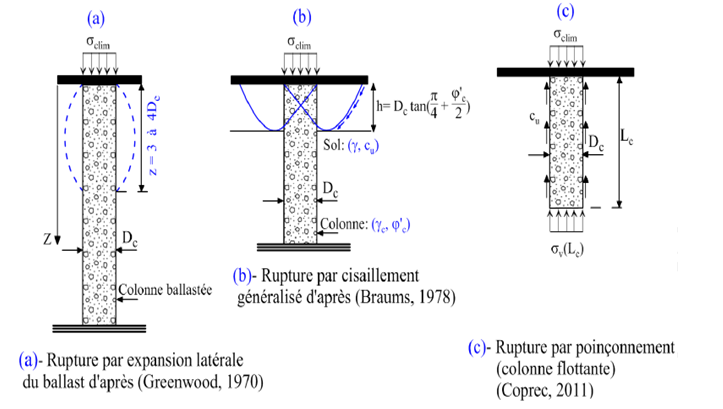 (a)
σclim
z = 3 à 4Dc
Z
Dc
Colonne ballastée
(a)- Rupture par expansion latérale
du ballast d'après (Greenwood, 1970)
(b)
σclim
h= Dc tan(π/4 + φ'c/2)
Sol: (γ, cu)
Dc
Colonne: (γc, φ'c)
(b)- Rupture par cisaillement
généralisé d'après (Braums, 1978)
(c)
σclim
cu
Dc
Lc
σv(Lc)
(c)- Rupture par poinçonnement
(colonne flottante)
(Coprec, 2011)